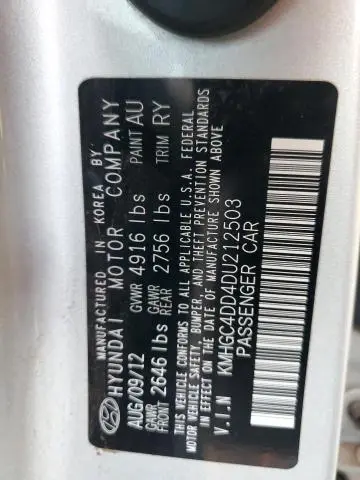 MANUFACTURED IN KOREA BY
HYUNDAI MOTOR COMPANY
AUG/09/12 GVWR 4916 lbs PAINT AU
GAWR FRONT 2646 lbs GAWR REAR 2756 lbs TRIM RY
THIS VEHICLE CONFORMS TO ALL APPLICABLE U.S.A. FEDERAL
MOTOR VEHICLE SAFETY, BUMPER, AND THEFT PREVENTION STANDARDS
IN EFFECT ON THE DATE OF MANUFACTURE SHOWN ABOVE
V.I.N KMHGC4DD4DU212503
PASSENGER CAR